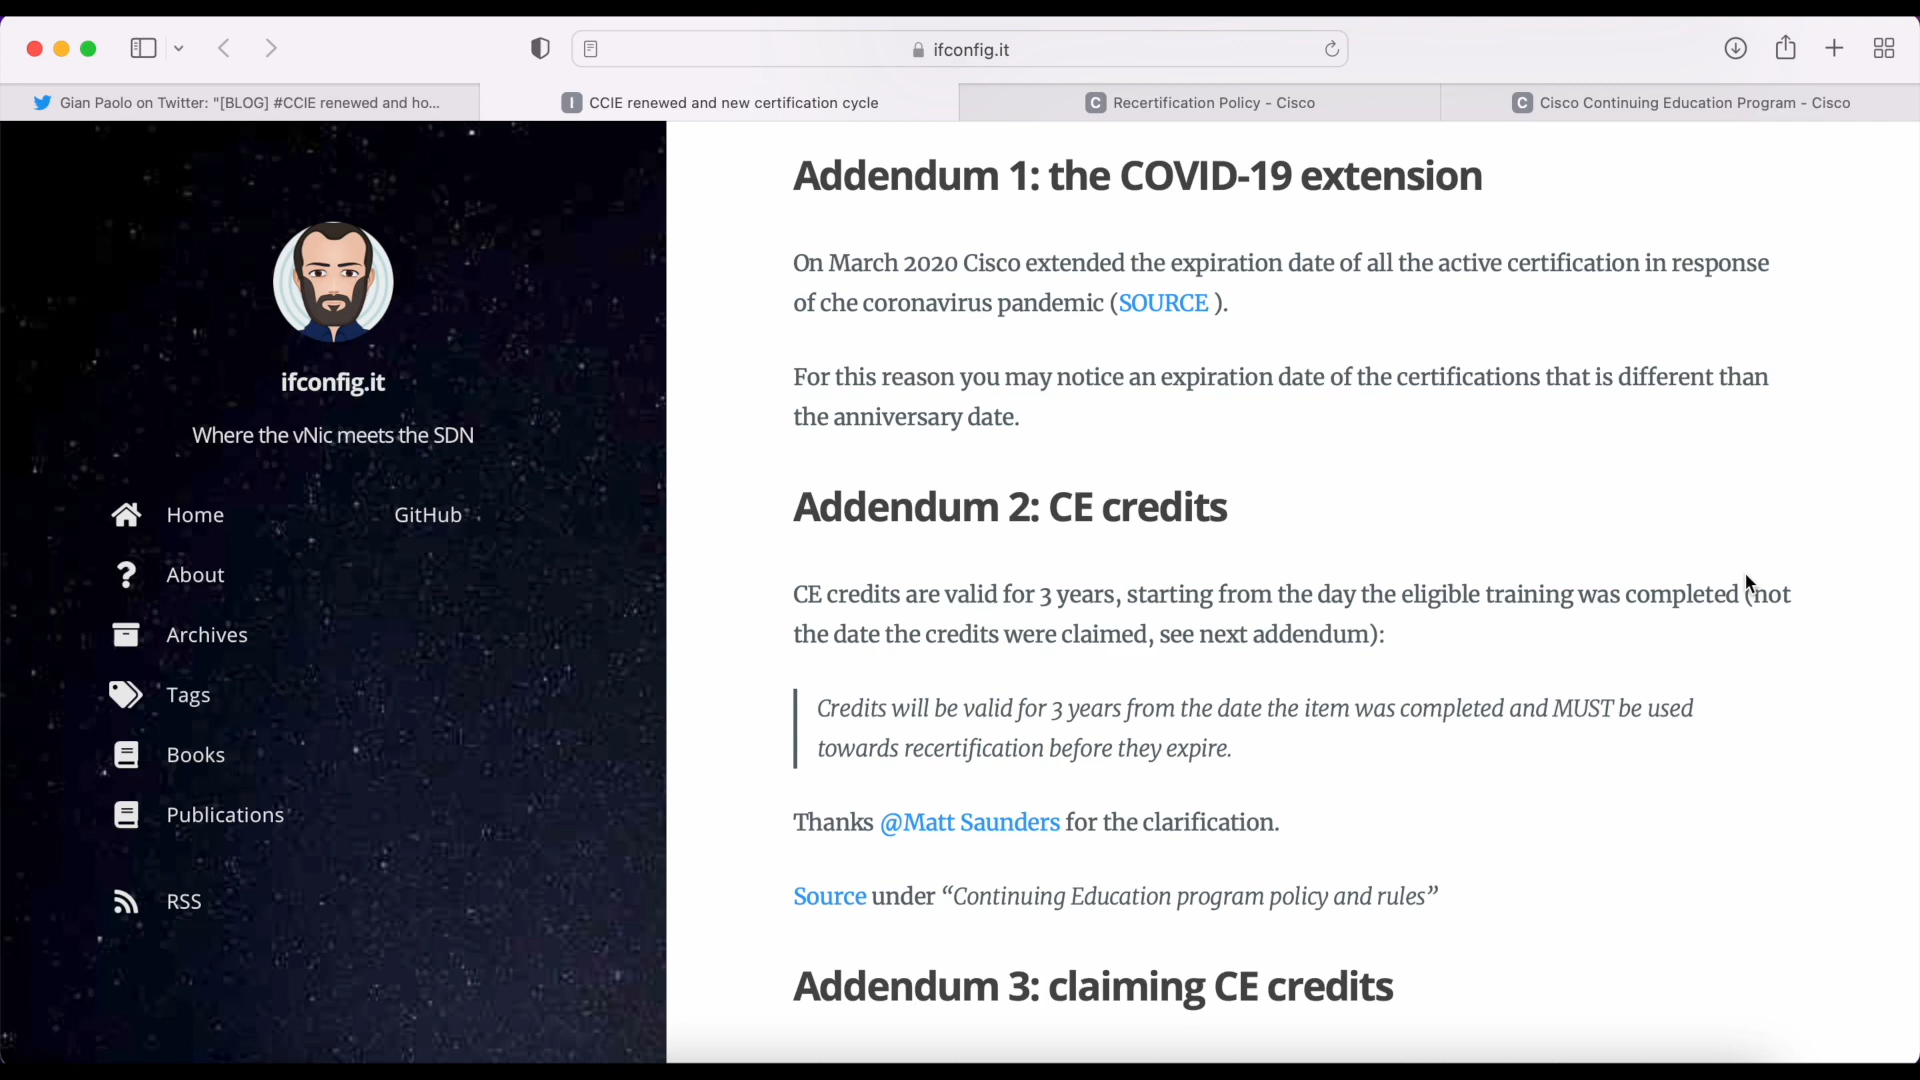 ifconfig.it
Gian Paolo on Twitter: "[BLOG] #CCIE renewed and ho...
I CCIE renewed and new certification cycle
C Recertification Policy - Cisco
C Cisco Continuing Education Program - Cisco
ifconfig.it
Where the vNic meets the SDN
Home
GitHub
About
Archives
Tags
Books
Publications
RSS
Addendum 1: the COVID-19 extension
On March 2020 Cisco extended the expiration date of all the active certification in response
of che coronavirus pandemic (SOURCE ).
For this reason you may notice an expiration date of the certifications that is different than
the anniversary date.
Addendum 2: CE credits
CE credits are valid for 3 years, starting from the day the eligible training was completed (not
the date the credits were claimed, see next addendum):
Credits will be valid for 3 years from the date the item was completed and MUST be used
towards recertification before they expire.
Thanks @Matt Saunders for the clarification.
Source under “Continuing Education program policy and rules”
Addendum 3: claiming CE credits